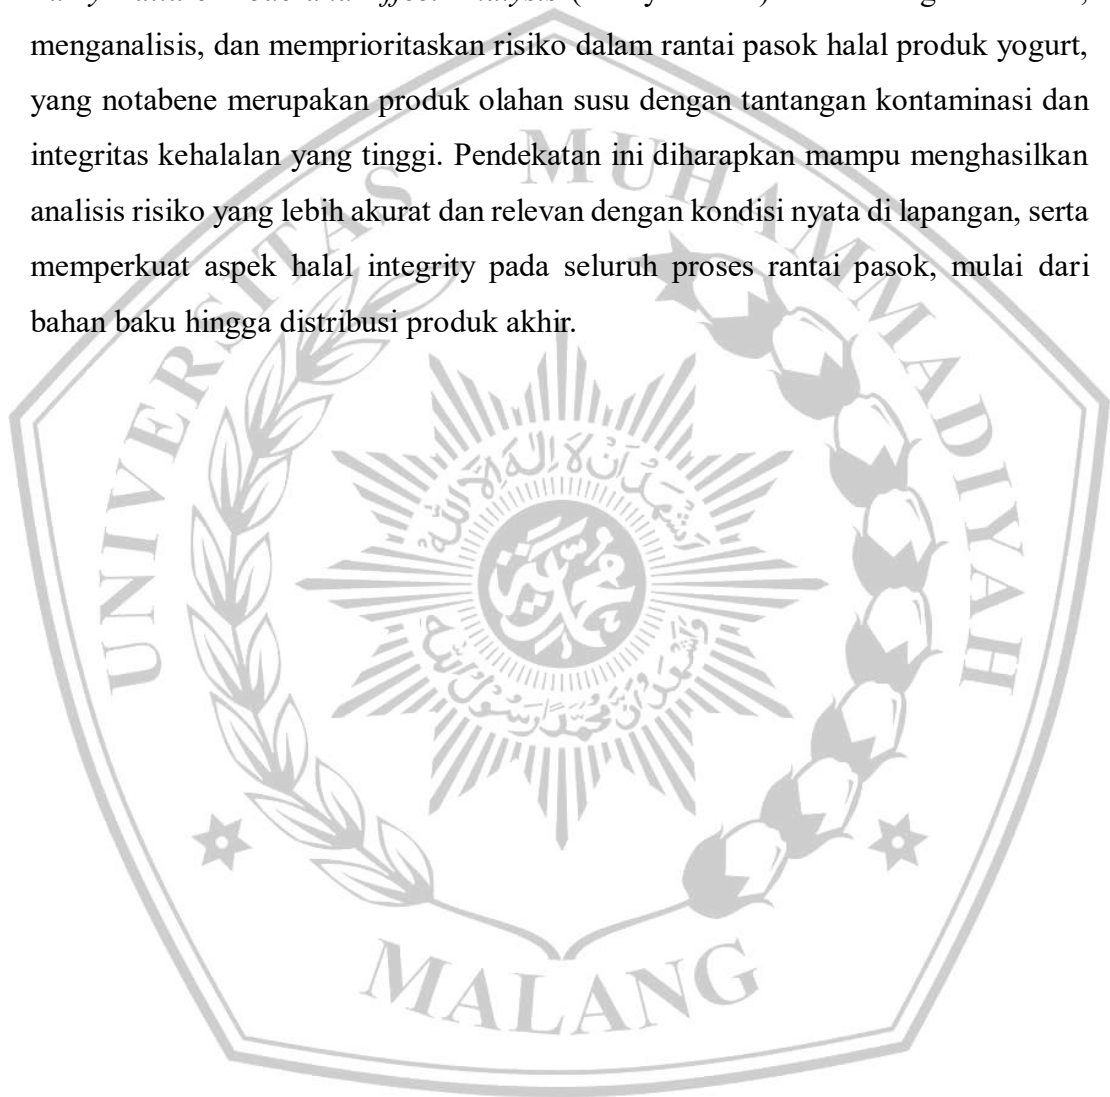 menganalisis, dan memprioritaskan risiko dalam rantai pasok halal produk yogurt,
yang notabene merupakan produk olahan susu dengan tantangan kontaminasi dan
integritas kehalalan yang tinggi. Pendekatan ini diharapkan mampu menghasilkan
analisis risiko yang lebih akurat dan relevan dengan kondisi nyata di lapangan, serta
memperkuat aspek halal integrity pada seluruh proses rantai pasok, mulai dari
bahan baku hingga distribusi produk akhir.
UNIVERSITAS MUHAMMADIYAH
MALANG